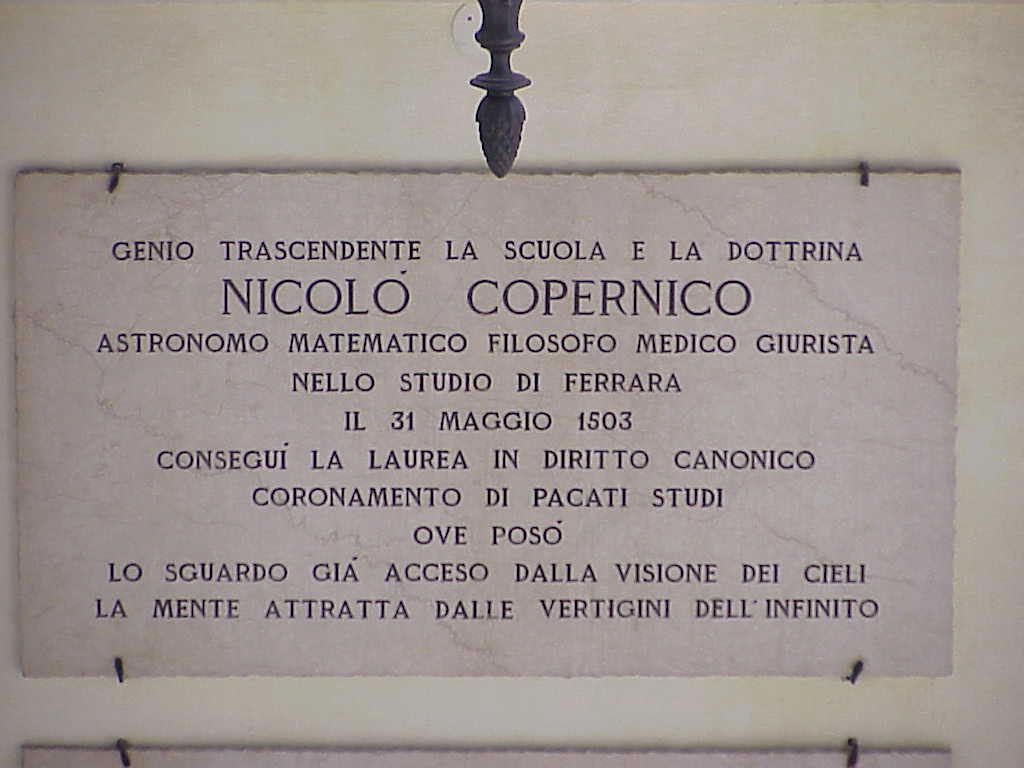 GENIO TRASCENDENTE LA SCUOLA E LA DOTTRINA
NICOLÓ COPERNICO
ASTRONOMO MATEMATICO FILOSOFO MEDICO GIURISTA
NELLO STUDIO DI FERRARA
IL 31 MAGGIO 1503
CONSEGUÍ LA LAUREA IN DIRITTO CANONICO
CORONAMENTO DI PACATI STUDI
OVE POSÓ
LO SGUARDO GIÁ ACCESO DALLA VISIONE DEI CIELI
LA MENTE ATTRATTA DALLE VERTIGINI DELL'INFINITO